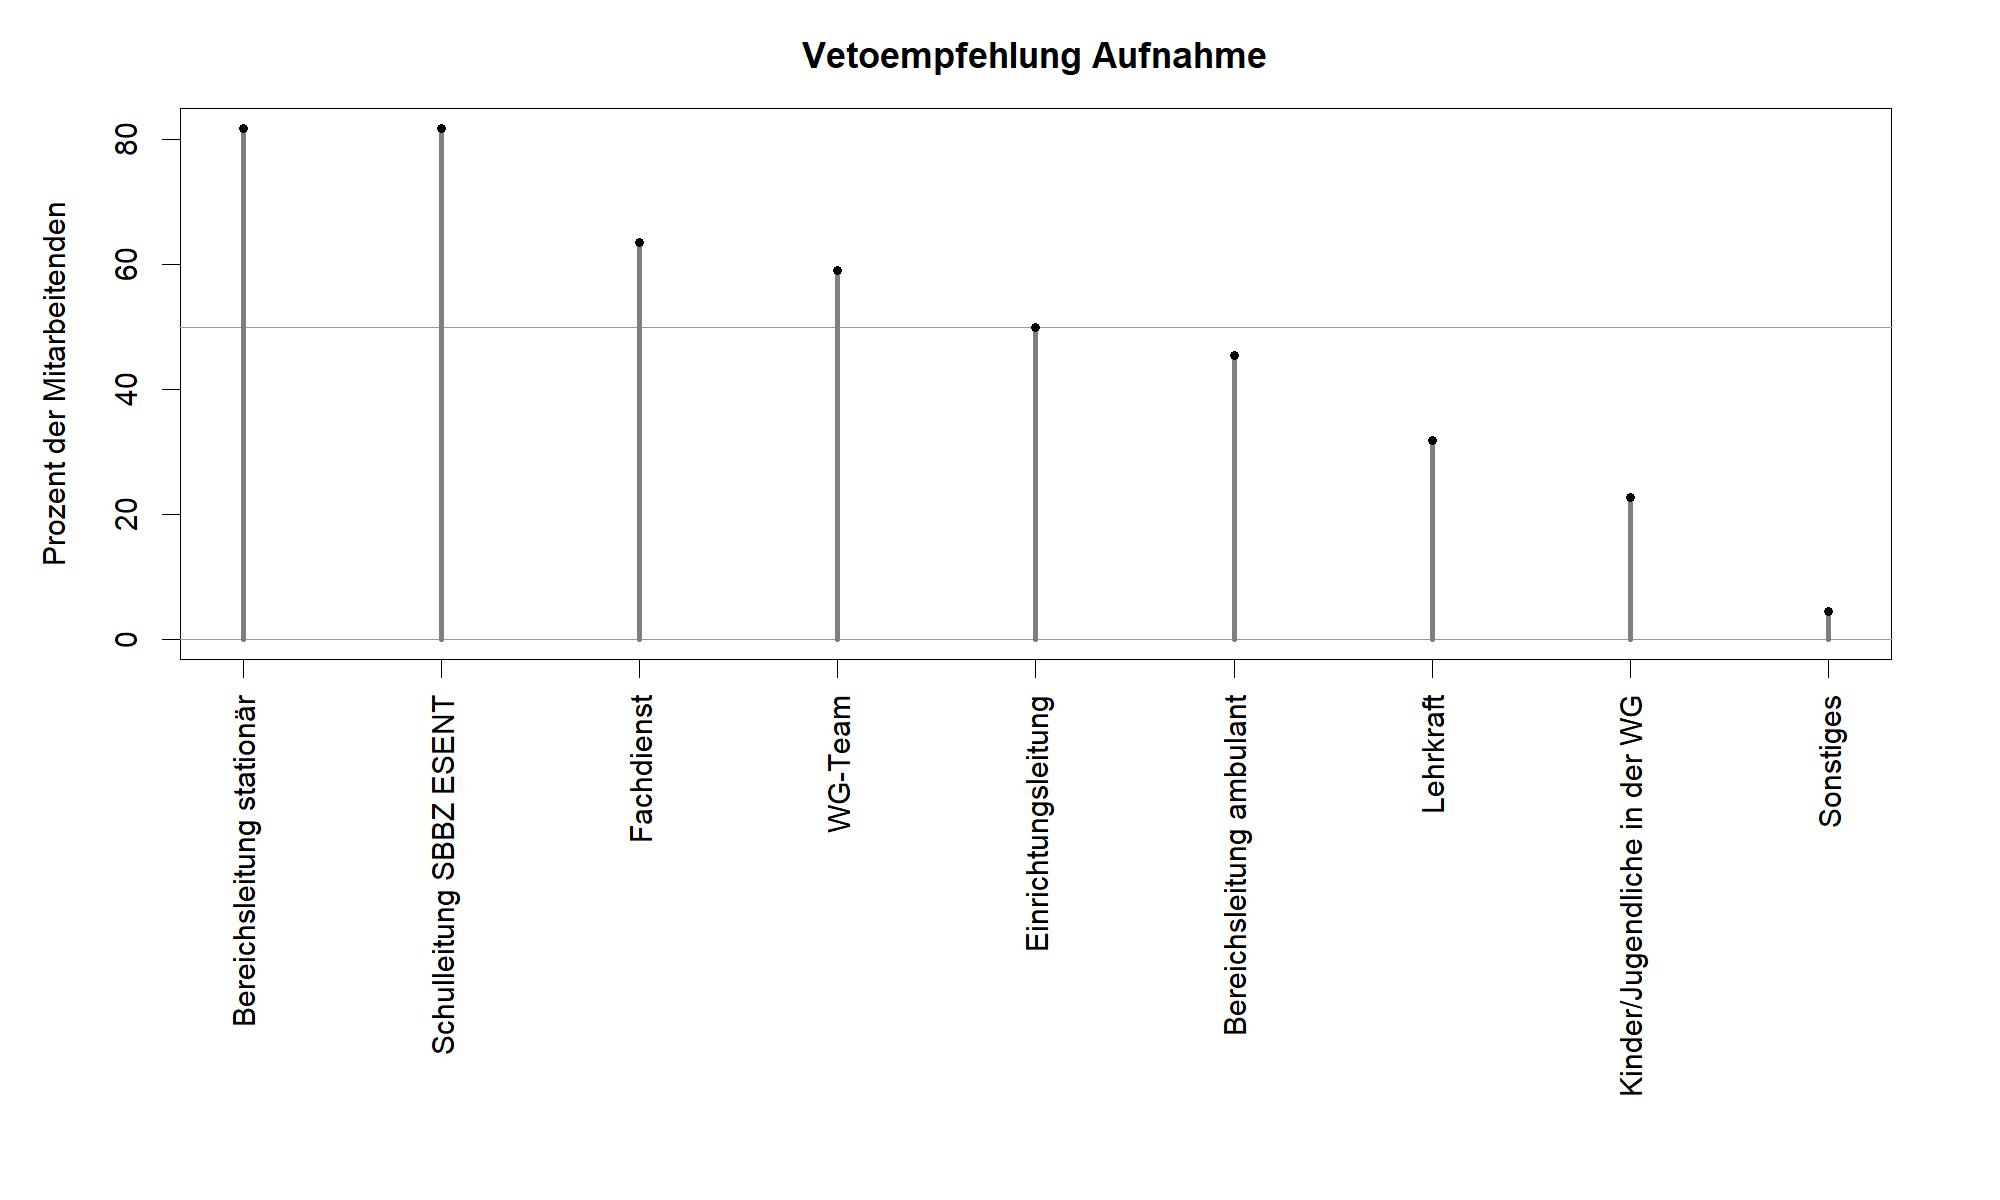 Vetoempfehlung Aufnahme
Prozent der Mitarbeitenden
80
60
40
20
0
Bereichsleitung stationär
Schulleitung SBBZ ESENT
Fachdienst
WG-Team
Einrichtungsleitung
Bereichsleitung ambulant
Lehrkraft
Kinder/Jugendliche in der WG
Sonstiges